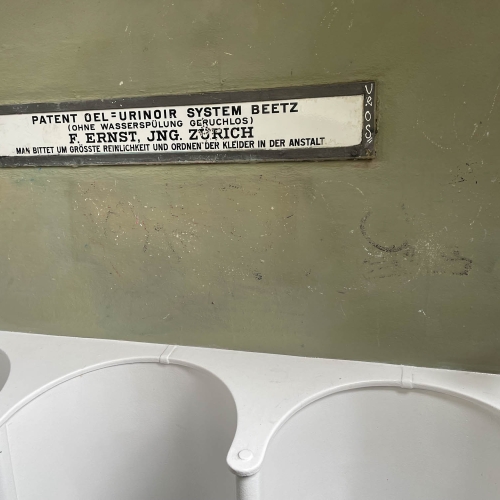 PATENT OEL=URINOIR SYSTEM BEETZ
(OHNE WASSERSPÜLUNG GERUCHLOS)
F. ERNST, JNG. ZÜRICH
MAN BITTET UM GRÖSSTE REINLICHKEIT UND ORDNEN DER KLEIDER IN DER ANSTALT